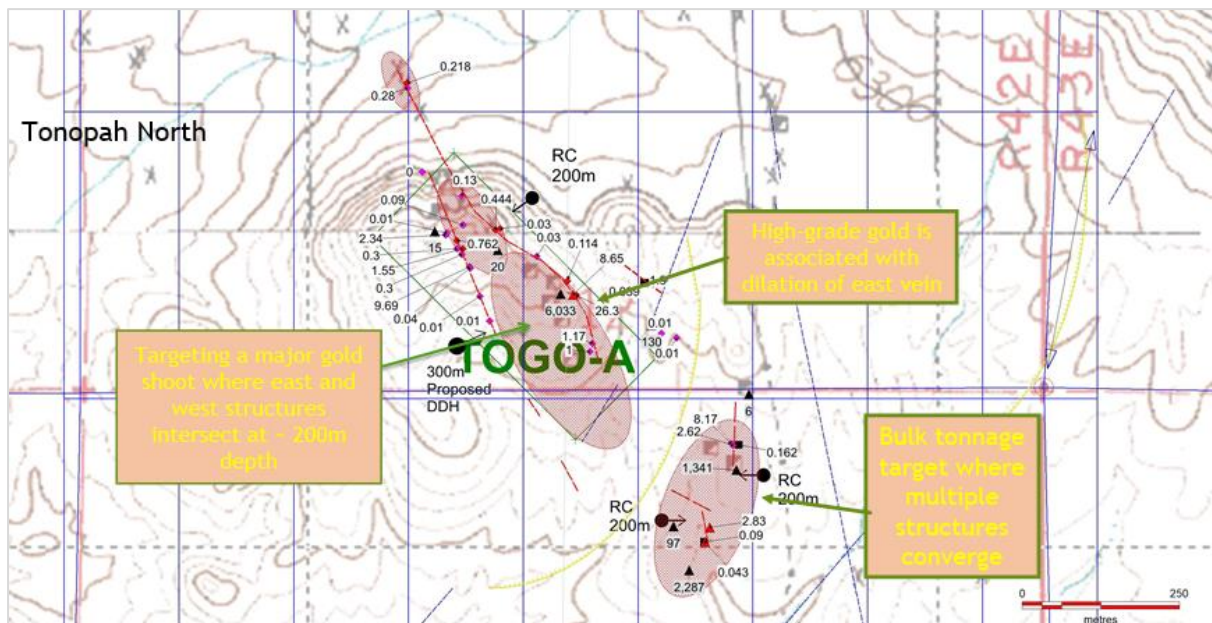 Tonopah North
R42E
R43E
0.218
0.28
RC
200m
0
0.13
0.09
0.444
0.01
0.03
2.34
15
0.762
0.03
0.3
20
0.114
1.55
8.65
0.3
9.69
6,033
26.3
0.04
0.01
0.01
1.17
1
0.01
130
0.01
High-grade gold is
associated with
dilation of east vein
Targeting a major gold
shoot where east and
west structures
intersect at ~ 200m
depth
TOGO-A
300m
Proposed
DDH
6
8.17
2.62
0.162
1,341
RC
200m
RC
200m
2.83
97
0.09
0.043
2,287
Bulk tonnage
target where
multiple
structures
converge
0
250
metres